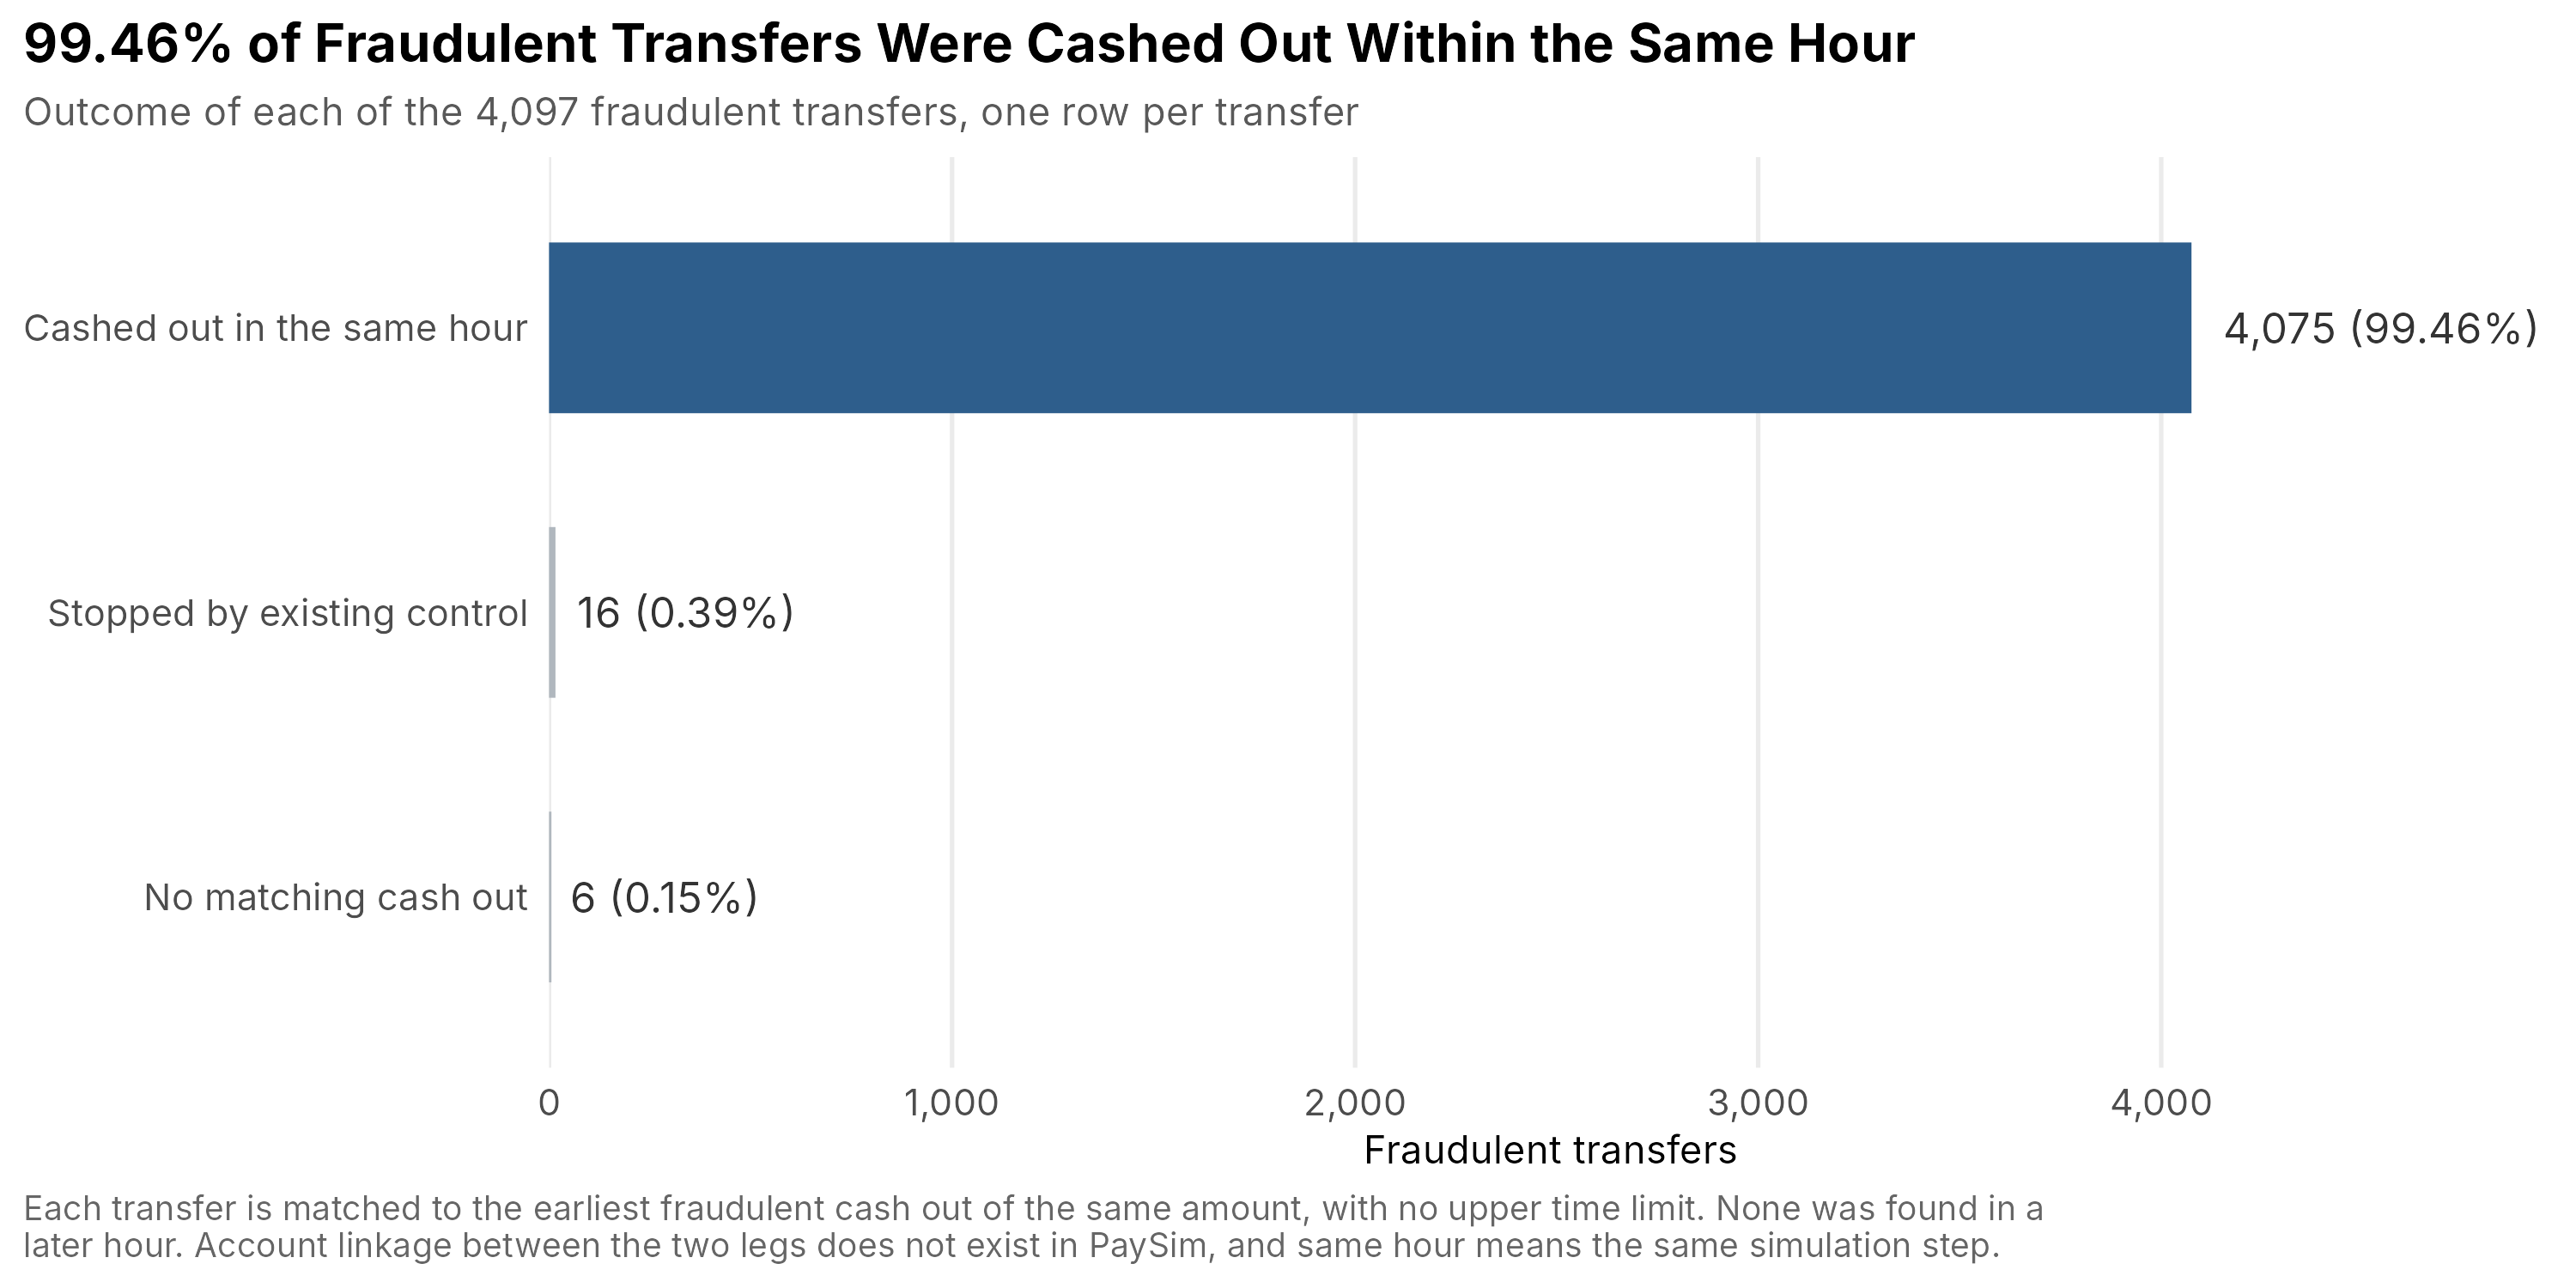 99.46% of Fraudulent Transfers Were Cashed Out Within the Same Hour
Outcome of each of the 4,097 fraudulent transfers, one row per transfer
Cashed out in the same hour
4,075 (99.46%)
Stopped by existing control
16 (0.39%)
No matching cash out
6 (0.15%)
0
1,000
2,000
3,000
4,000
Fraudulent transfers
Each transfer is matched to the earliest fraudulent cash out of the same amount, with no upper time limit. None was found in a
later hour. Account linkage between the two legs does not exist in PaySim, and same hour means the same simulation step.